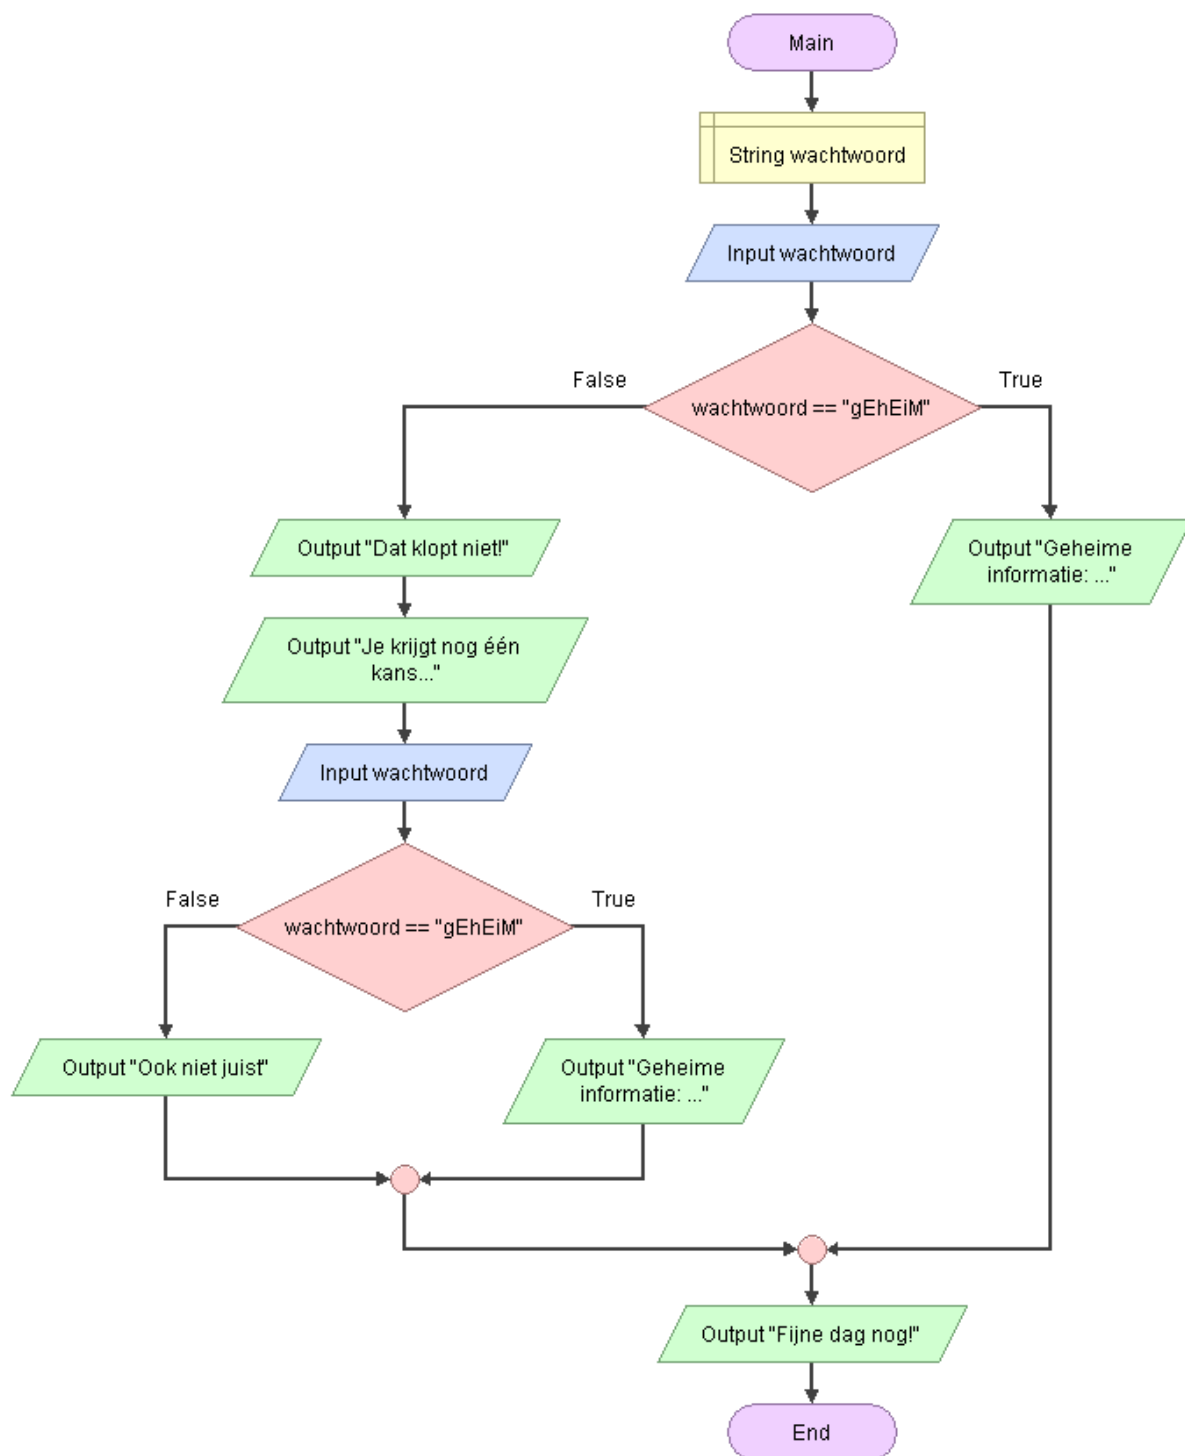 Main
String wachtwoord
Input wachtwoord
False
True
wachtwoord == "gEhEiM"
Output "Dat klopt niet!"
Output "Geheime
informatie: ..."
Output "Je krijgt nog één
kans..."
Input wachtwoord
False
True
wachtwoord == "gEhEiM"
Output "Ook niet juist"
Output "Geheime
informatie: ..."
Output "Fijne dag nog!"
End